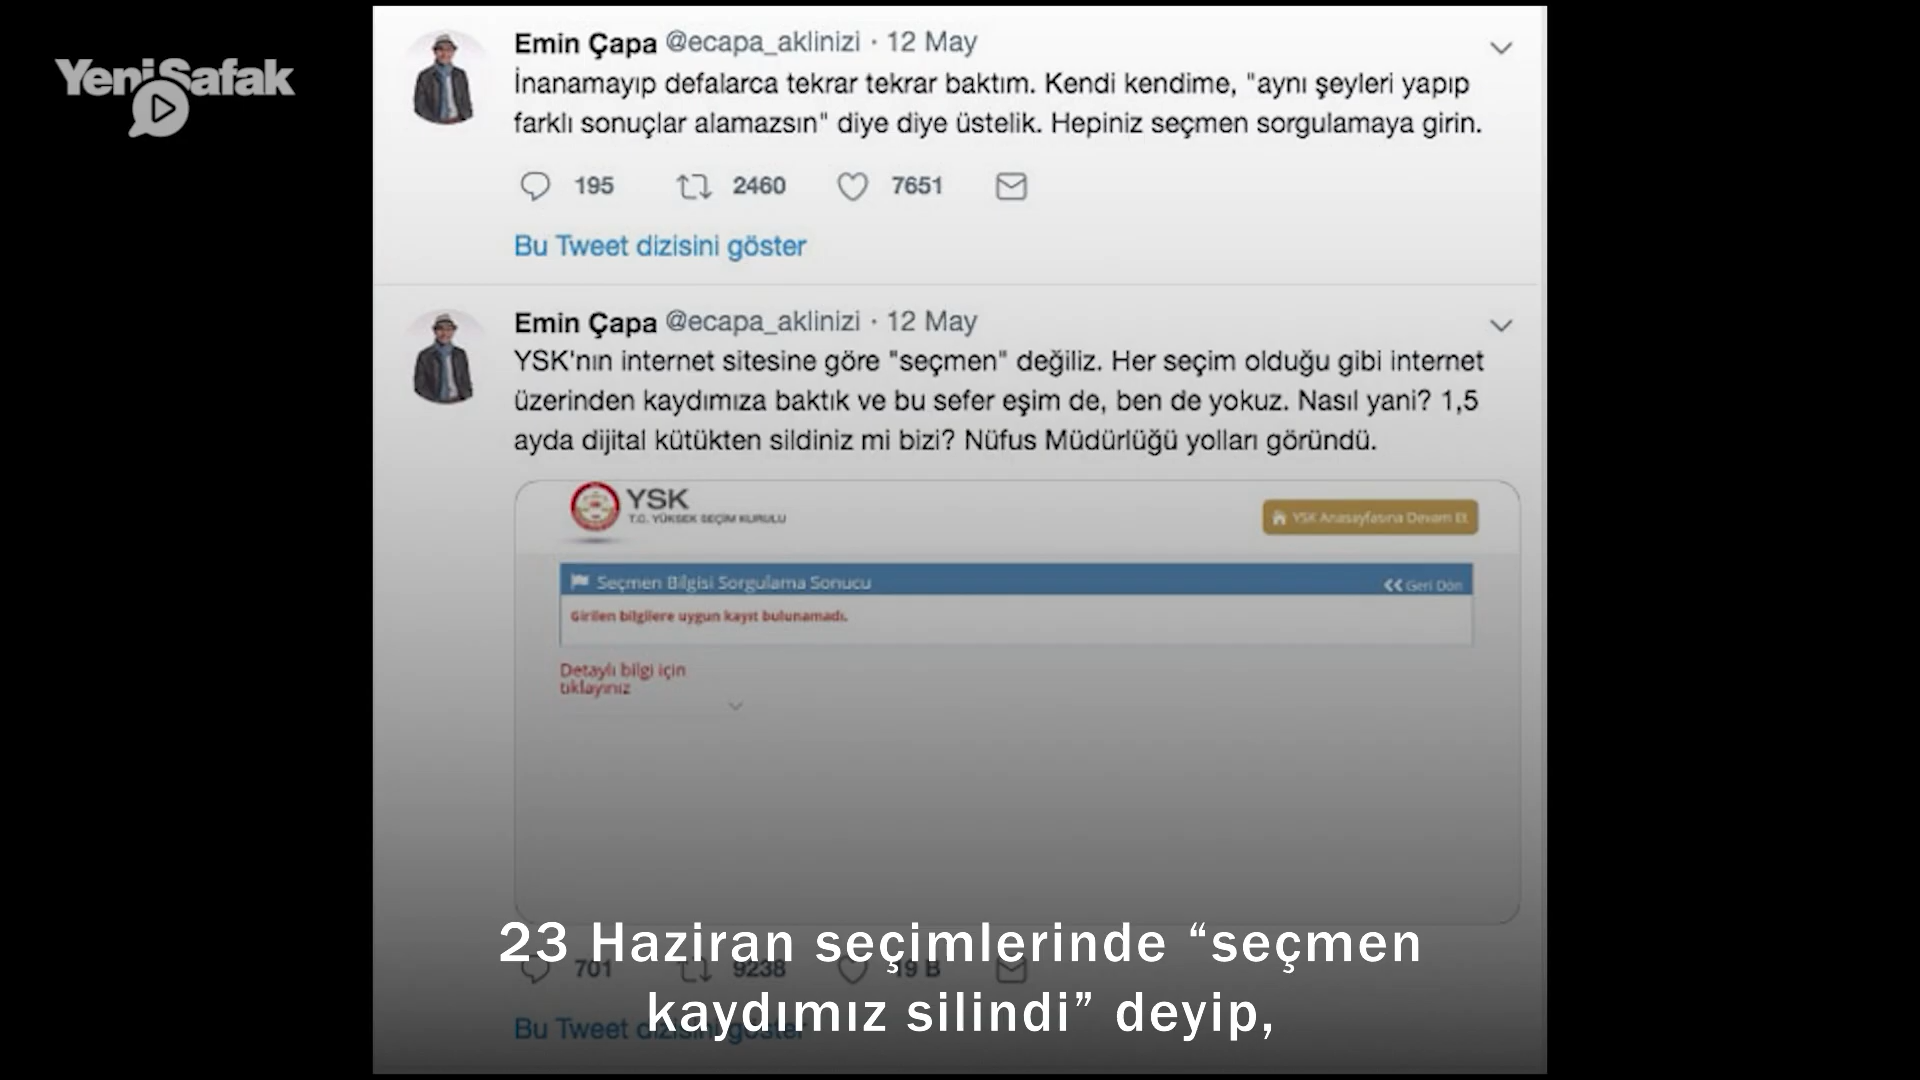 YeniŞafak
Emin Çapa @ecapa_aklinizi · 12 May
İnanamayıp defalarca tekrar tekrar baktım. Kendi kendime, "aynı şeyleri yapıp
farklı sonuçlar alamazsın" diye diye üstelik. Hepiniz seçmen sorgulamaya girin.
195 2460 7651
Bu Tweet dizisini göster
Emin Çapa @ecapa_aklinizi · 12 May
YSK'nın internet sitesine göre "seçmen" değiliz. Her seçim olduğu gibi internet
üzerinden kaydımıza baktık ve bu sefer eşim de, ben de yokuz. Nasıl yani? 1,5
ayda dijital kütükten sildiniz mi bizi? Nüfus Müdürlüğü yolları göründü.
YSK
T.C. YÜKSEK SEÇİM KURULU
YSK Anasayfasına Devam Et
Seçmen Bilgisi Sorgulama Sonucu
Geri Dön
Girilen bilgilere uygun kayıt bulunamadı.
Detaylı bilgi için
tıklayınız
701 9238 19 B
Bu Tweet dizisini göster
23 Haziran seçimlerinde “seçmen
kaydımız silindi” deyip,